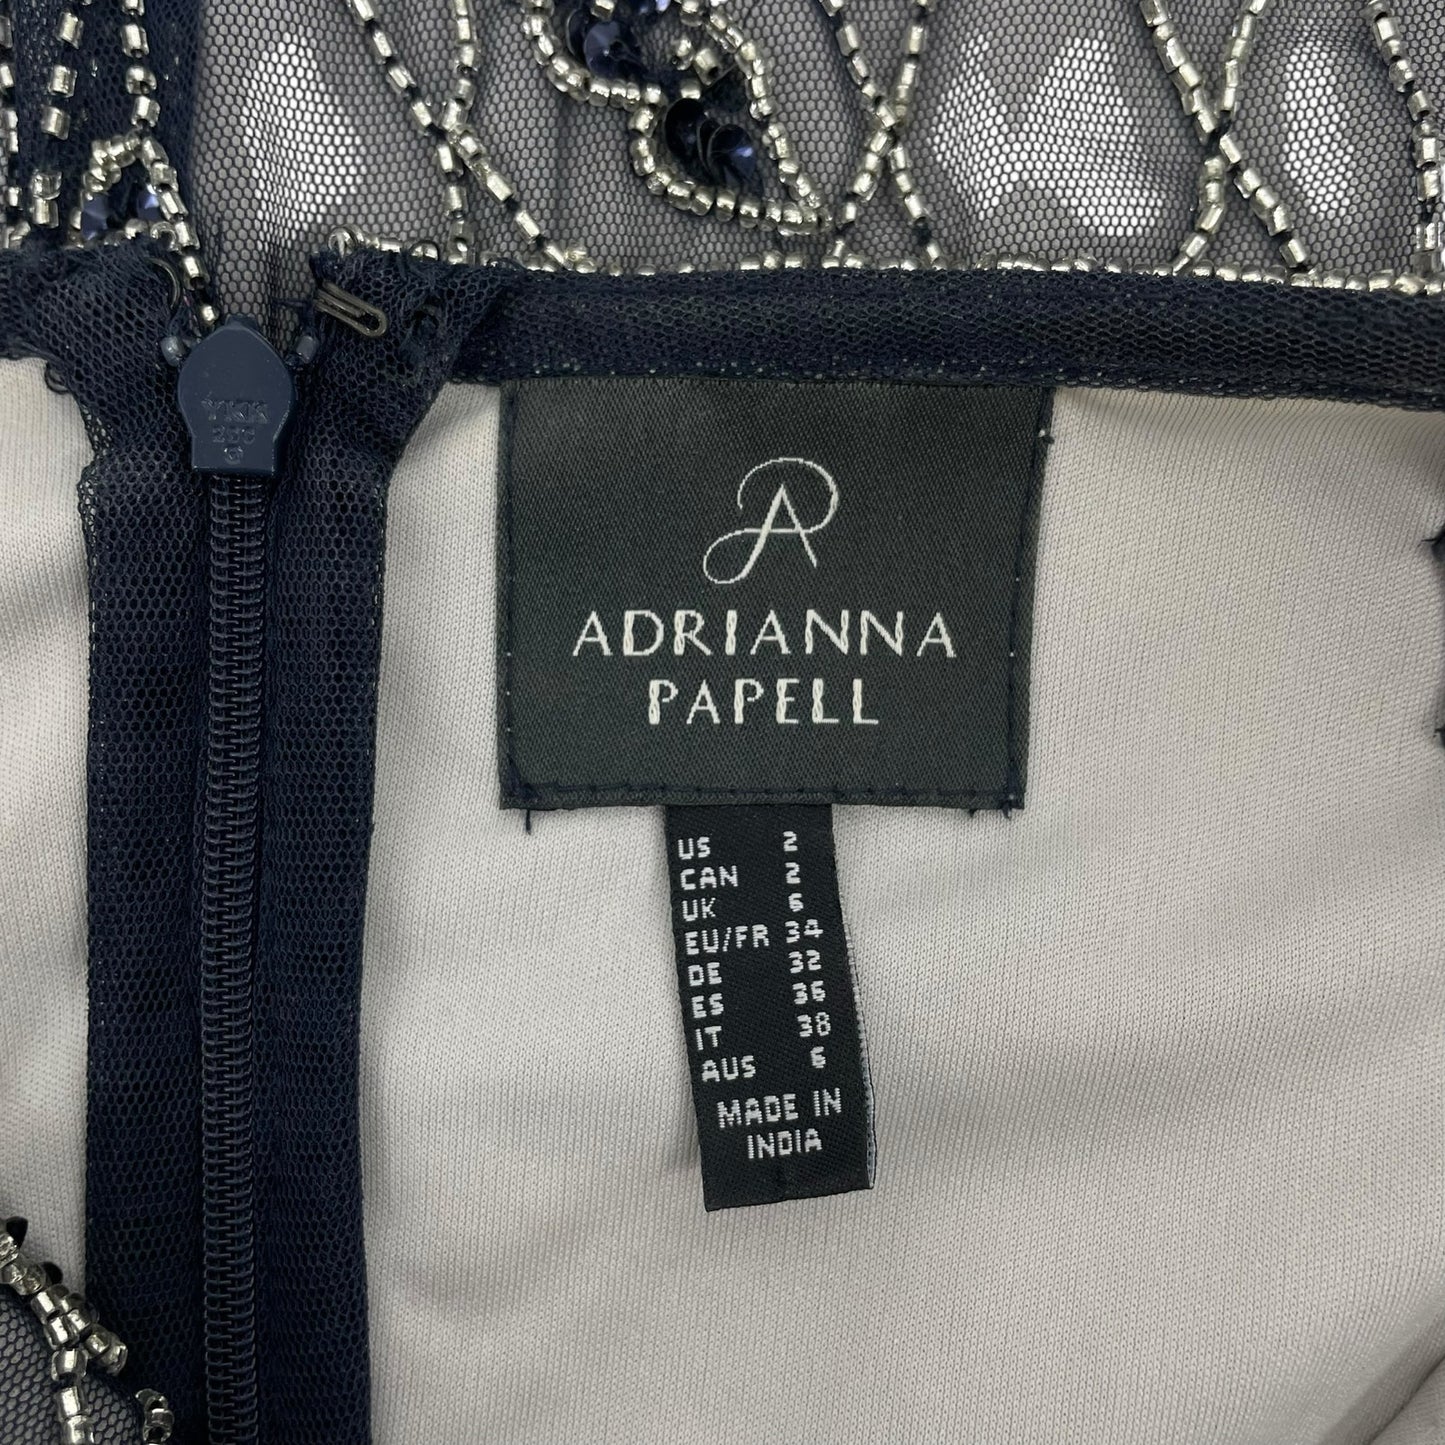 YKK
ADRIANNA
PAPELL
US 2
CAN 2
UK 6
EU/FR 34
DE 32
ES 36
IT 38
AUS 6
MADE IN
INDIA